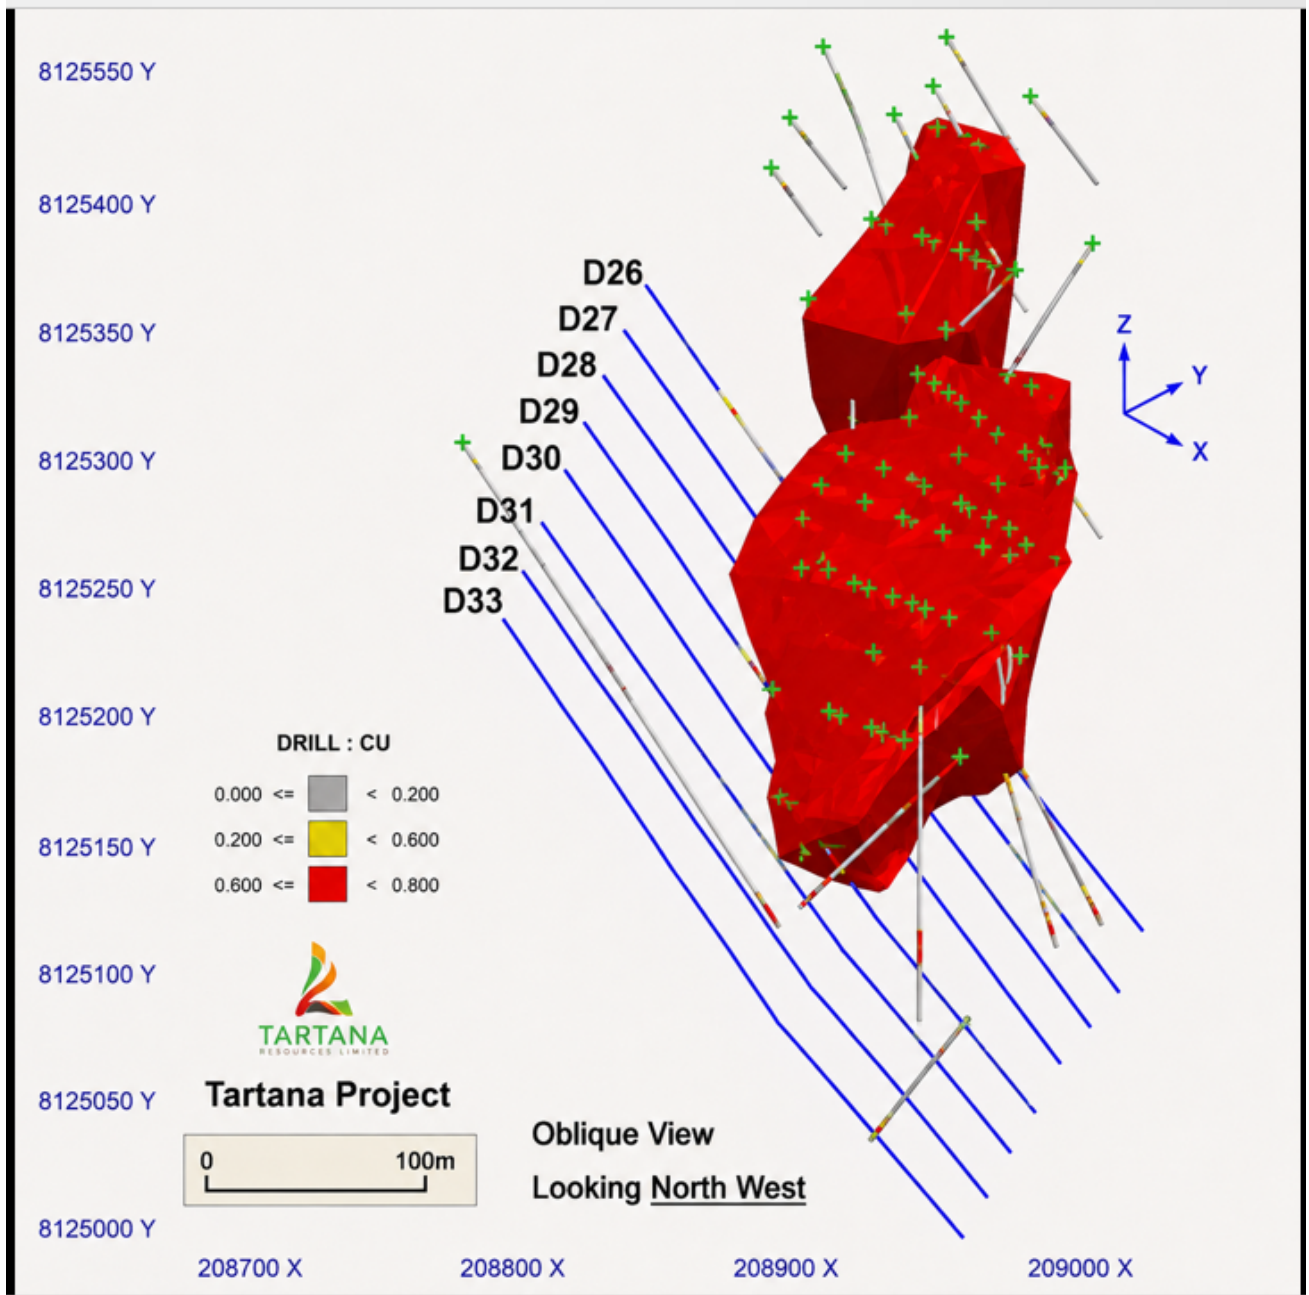 8125550 Y
8125400 Y
8125350 Y
8125300 Y
8125250 Y
8125200 Y
8125150 Y
8125100 Y
8125050 Y
8125000 Y
D26
D27
D28
D29
D30
D31
D32
D33
Z
Y
X
DRILL : CU
0.000 <= < 0.200
0.200 <= < 0.600
0.600 <= < 0.800
TARTANA
RESOURCES LIMITED
Tartana Project
0 100m
Oblique View
Looking North West
208700 X 208800 X 208900 X 209000 X